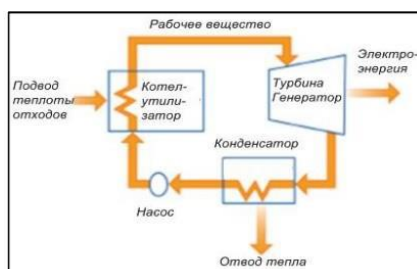 Рабочее вещество
Электро-
энергия
Подвод
теплоты
отходов
Котел-
утили-
затор
Турбина
Генератор
Конденсатор
Насос
Отвод тепла